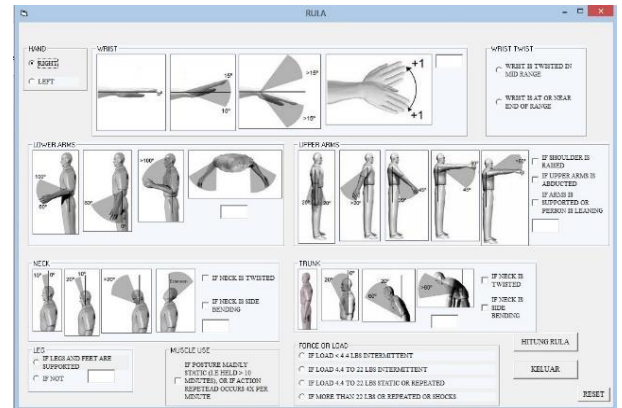 RULA
HAND
RIGHT
LEFT
WRIST
15°
10°
>15°
>15°
+1
+1
WRIST TWIST
WRIST IS TWISTED IN
MID RANGE
WRIST IS AT OR NEAR
END OF RANGE
LOWER ARMS
100°
60°
60°
0°
>100°
UPPER ARMS
20°
20°
>20°
45°
IF SHOULDER IS
RAISED
IF UPPER ARMS IS
ABDUCTED
IF ARMS IS
SUPPORTED OR
PERSON IS LEANING
NECK
10°
0°
20°
10°
>20°
IF NECK IS TWISTED
IF NECK IS SIDE
BENDING
TRUNK
20°
0°
60°
20°
>60°
IF NECK IS
TWISTED
IF NECK IS
SIDE
BENDING
LEG
IF LEGS AND FEET ARE
SUPPORTED
IF NOT
MUSCLE USE
IF POSTURE MAINLY
STATIC (I.E HELD > 10
MINUTES), OR IF ACTION
REPETEAD OCCURS 4X PER
MINUTE
FORCE OR LOAD
IF LOAD < 4.4 LBS INTERMITTENT
IF LOAD 4.4 TO 22 LBS INTERMITTENT
IF LOAD 4.4 TO 22 LBS STATIC OR REPEATED
IF MORE THAN 22 LBS OR REPEATED OR SHOCKS
HITUNG RULA
KELUAR
RESET